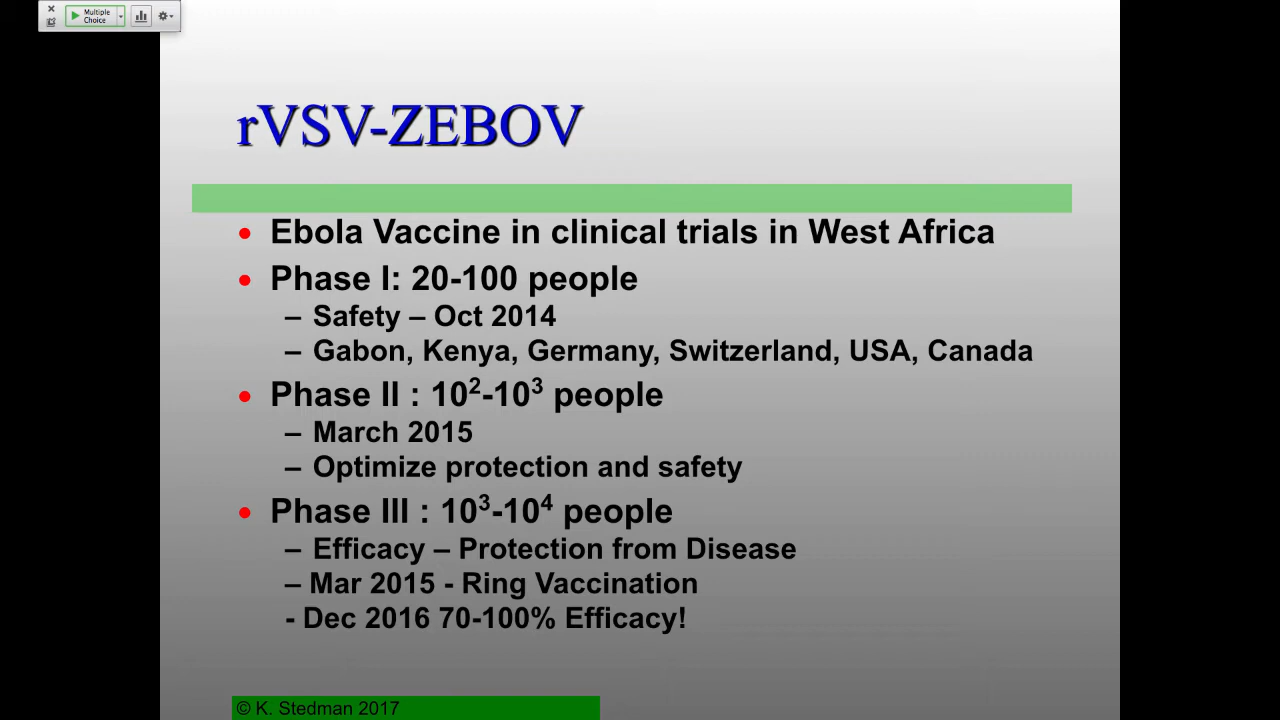 Multiple
Choice
rVSV-ZEBOV
• Ebola Vaccine in clinical trials in West Africa
• Phase I: 20-100 people
– Safety – Oct 2014
– Gabon, Kenya, Germany, Switzerland, USA, Canada
• Phase II : 10²-10³ people
– March 2015
– Optimize protection and safety
• Phase III : 10³-10⁴ people
– Efficacy – Protection from Disease
– Mar 2015 - Ring Vaccination
- Dec 2016 70-100% Efficacy!
© K. Stedman 2017